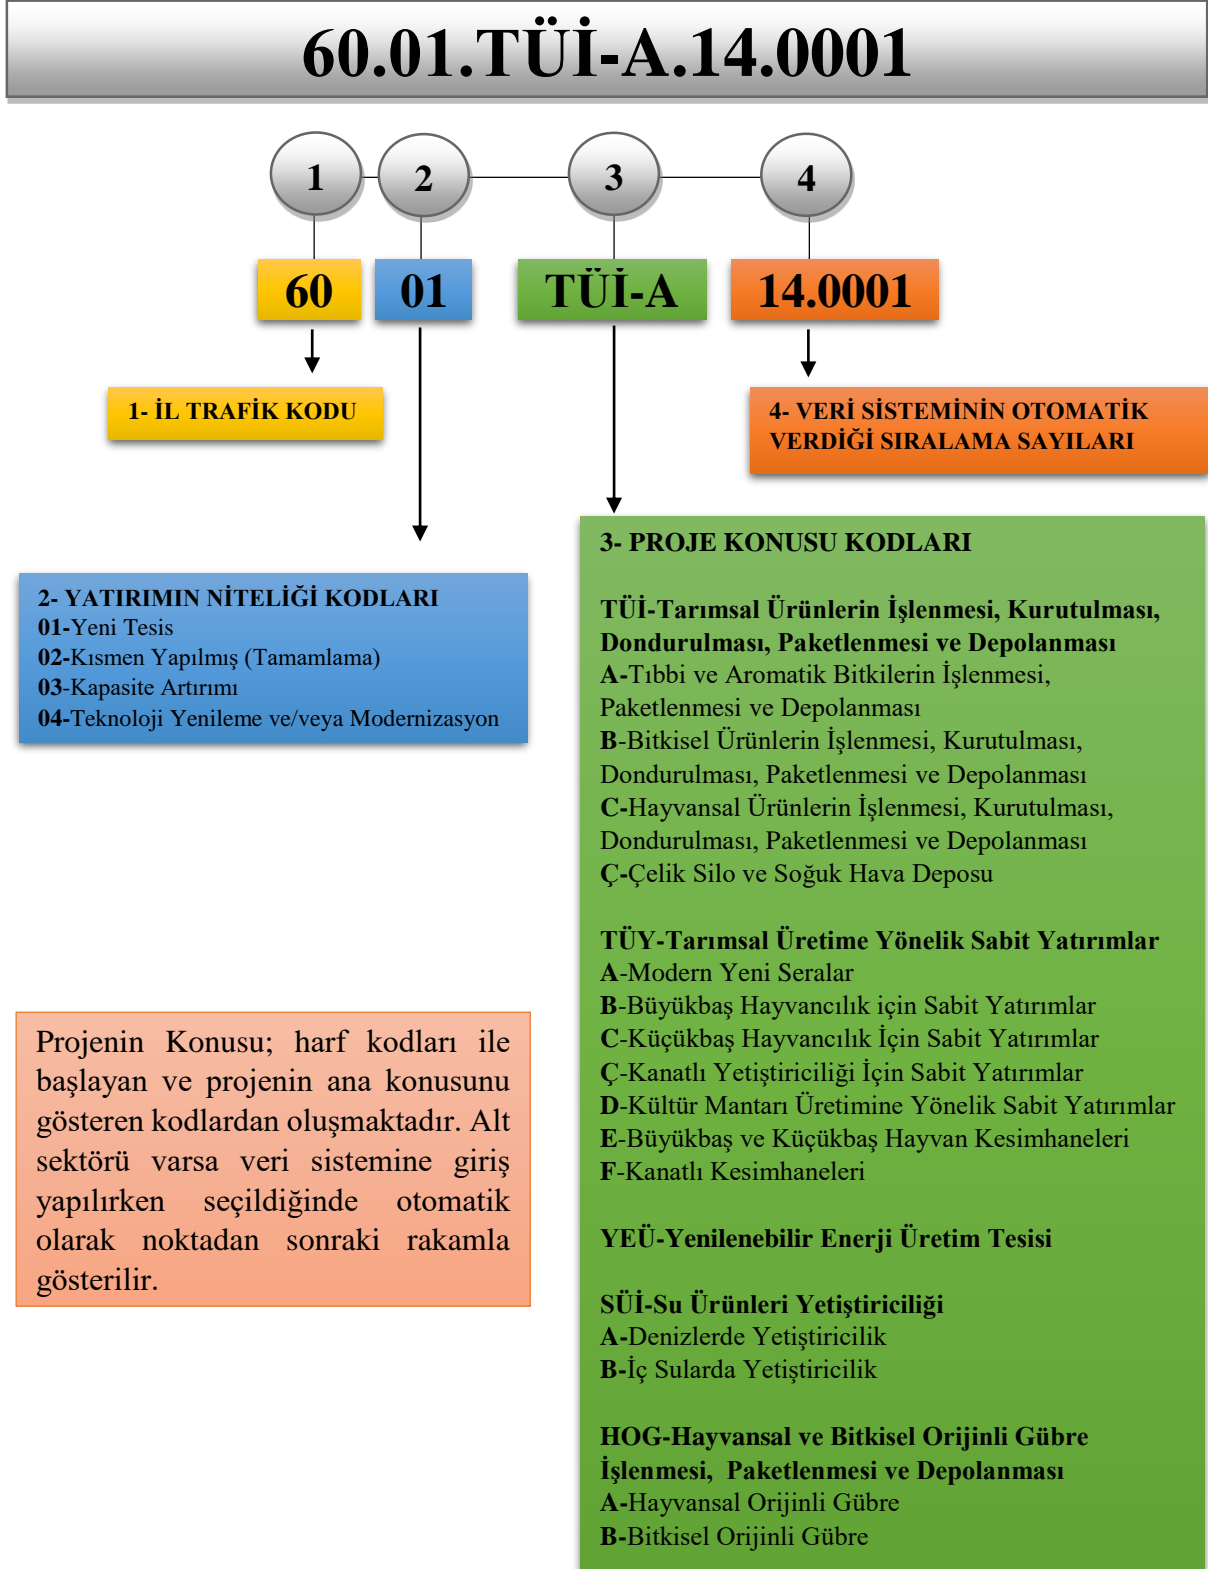 60.01.TÜİ-A.14.0001
1
2
3
4
60
01
TÜİ-A
14.0001
1- İL TRAFİK KODU
4- VERİ SİSTEMİNİN OTOMATİK
VERDİĞİ SIRALAMA SAYILARI
2- YATIRIMIN NİTELİĞİ KODLARI
01-Yeni Tesis
02-Kısmen Yapılmış (Tamamlama)
03-Kapasite Artırımı
04-Teknoloji Yenileme ve/veya Modernizasyon
Projenin Konusu; harf kodları ile
başlayan ve projenin ana konusunu
gösteren kodlardan oluşmaktadır. Alt
sektörü varsa veri sistemine giriş
yapılırken seçildiğinde otomatik
olarak noktadan sonraki rakamla
gösterilir.
3- PROJE KONUSU KODLARI
TÜİ-Tarımsal Ürünlerin İşlenmesi, Kurutulması,
Dondurulması, Paketlenmesi ve Depolanması
A-Tıbbi ve Aromatik Bitkilerin İşlenmesi,
Paketlenmesi ve Depolanması
B-Bitkisel Ürünlerin İşlenmesi, Kurutulması,
Dondurulması, Paketlenmesi ve Depolanması
C-Hayvansal Ürünlerin İşlenmesi, Kurutulması,
Dondurulması, Paketlenmesi ve Depolanması
Ç-Çelik Silo ve Soğuk Hava Deposu
TÜY-Tarımsal Üretime Yönelik Sabit Yatırımlar
A-Modern Yeni Seralar
B-Büyükbaş Hayvancılık için Sabit Yatırımlar
C-Küçükbaş Hayvancılık İçin Sabit Yatırımlar
Ç-Kanatlı Yetiştiriciliği İçin Sabit Yatırımlar
D-Kültür Mantarı Üretimine Yönelik Sabit Yatırımlar
E-Büyükbaş ve Küçükbaş Hayvan Kesimhaneleri
F-Kanatlı Kesimhaneleri
YEÜ-Yenilenebilir Enerji Üretim Tesisi
SÜİ-Su Ürünleri Yetiştiriciliği
A-Denizlerde Yetiştiricilik
B-İç Sularda Yetiştiricilik
HOG-Hayvansal ve Bitkisel Orijinli Gübre
İşlenmesi, Paketlenmesi ve Depolanması
A-Hayvansal Orijinli Gübre
B-Bitkisel Orijinli Gübre